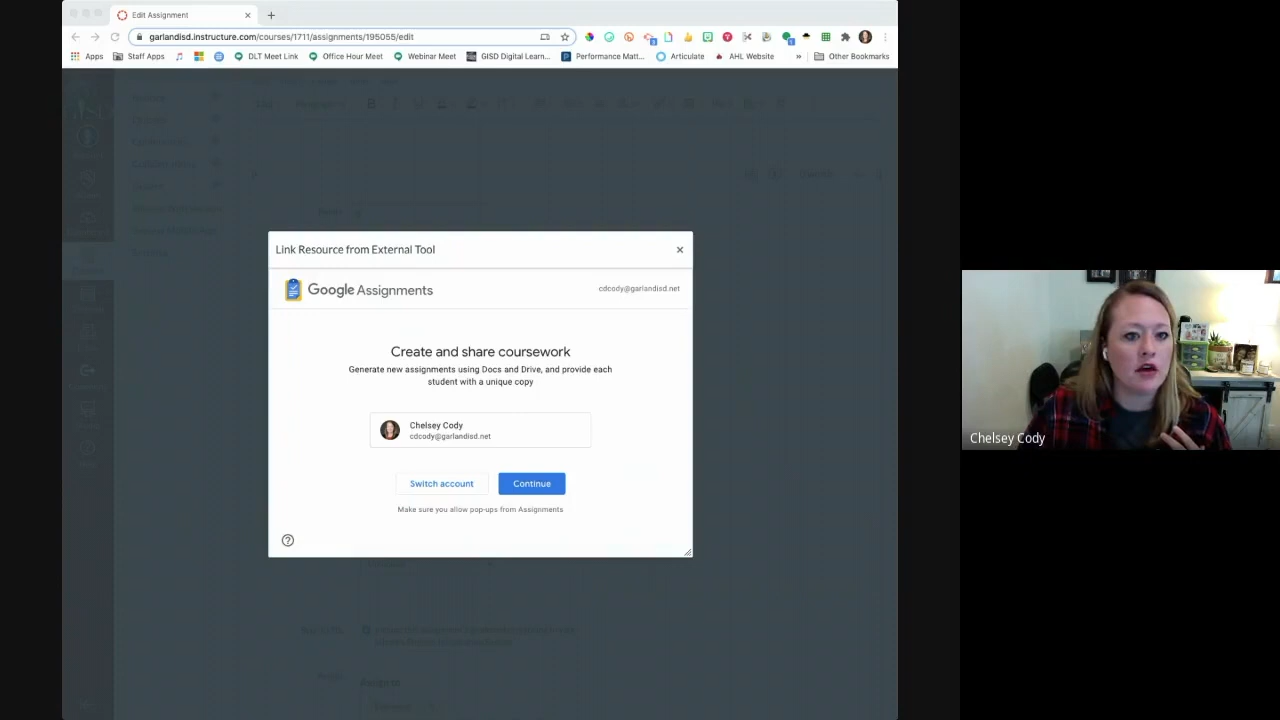 Edit Assignment
garlandisd.instructure.com/courses/1711/assignments/195055/edit
Apps Staff Apps DLT Meet Link Office Hour Meet Webinar Meet GISD Digital Learn... Performance Matt... Articulate AHL Website » Other Bookmarks
Link Resource from External Tool
Google Assignments
cdcody@garlandisd.net
Create and share coursework
Generate new assignments using Docs and Drive, and provide each
student with a unique copy
Chelsey Cody
cdcody@garlandisd.net
Switch account
Continue
Make sure you allow pop-ups from Assignments
Assign to
Chelsey Cody